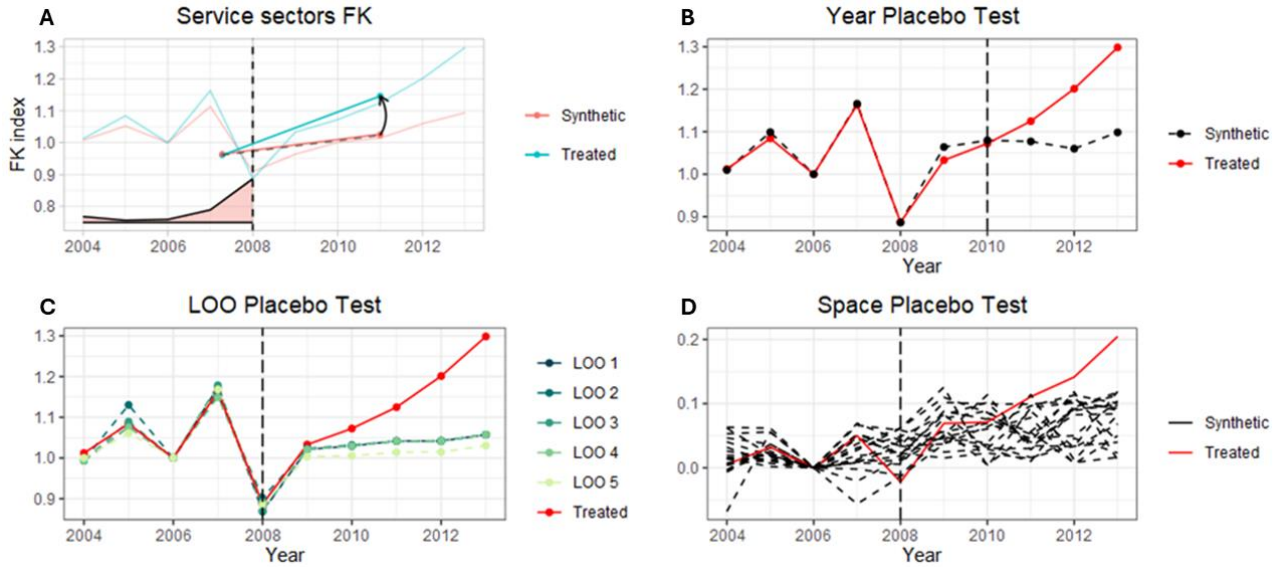 A
Service sectors FK
FK index
1.3
1.2
1.1
1.0
0.9
0.8
2004
2006
2008
2010
2012
Synthetic
Treated
B
Year Placebo Test
1.3
1.2
1.1
1.0
0.9
2004
2006
2008
2010
2012
Year
Synthetic
Treated
C
LOO Placebo Test
1.3
1.2
1.1
1.0
0.9
2004
2006
2008
2010
2012
Year
LOO 1
LOO 2
LOO 3
LOO 4
LOO 5
Treated
D
Space Placebo Test
0.2
0.1
0.0
2004
2006
2008
2010
2012
Year
Synthetic
Treated